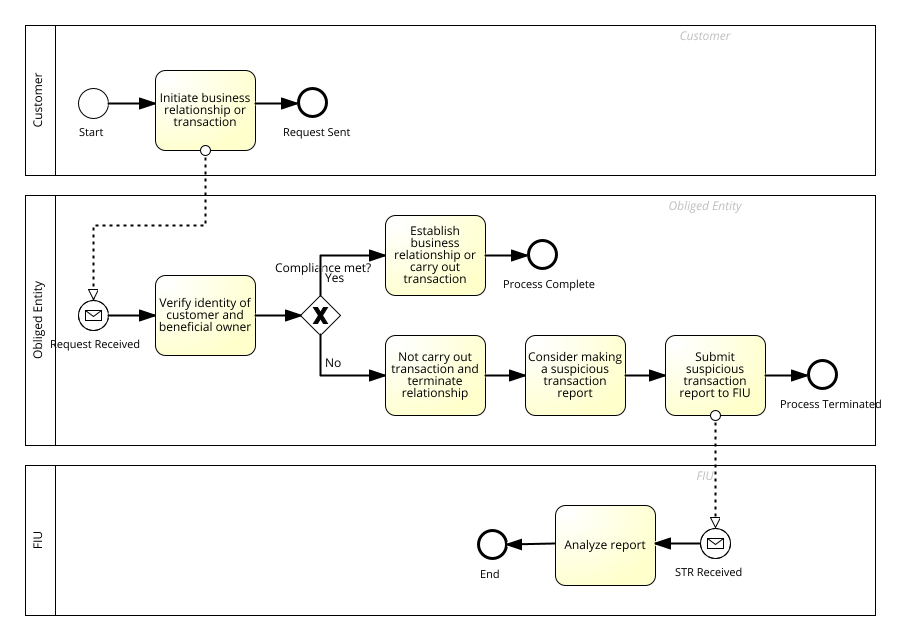 Customer
Customer
Initiate business
relationship or
transaction
Start
Request Sent
Obliged Entity
Obliged Entity
Establish
business
relationship or
carry out
transaction
Process Complete
Compliance met?
Yes
Verify identity of
customer and
beneficial owner
Request Received
No
Not carry out
transaction and
terminate
relationship
Consider making
a suspicious
transaction
report
Submit
suspicious
transaction
report to FIU
Process Terminated
FIU
FIU
Analyze report
End
STR Received